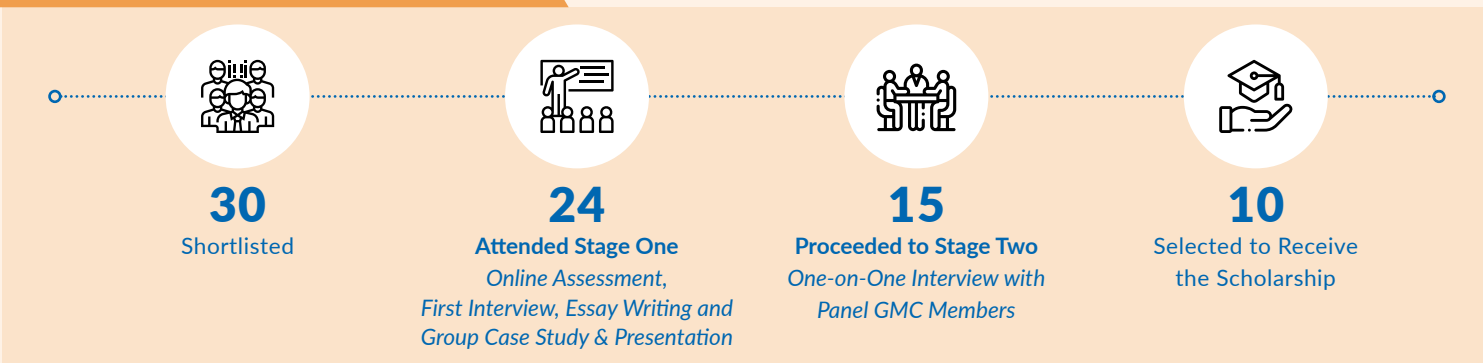 30
Shortlisted
24
Attended Stage One
Online Assessment,
First Interview, Essay Writing and
Group Case Study & Presentation
15
Proceeded to Stage Two
One-on-One Interview with
Panel GMC Members
10
Selected to Receive
the Scholarship